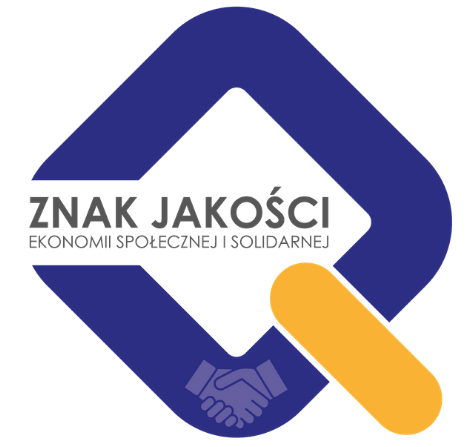 ZNAK JAKOŚCI
EKONOMII SPOŁECZNEJ I SOLIDARNEJ